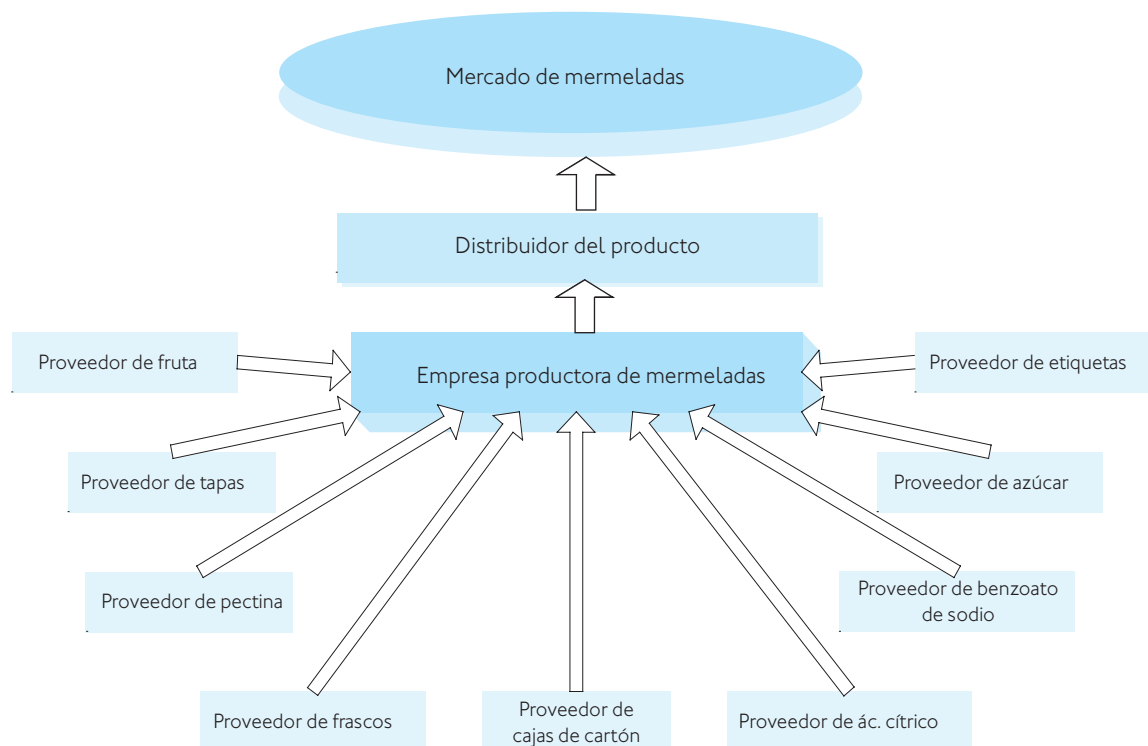 Mercado de mermeladas
Distribuidor del producto
Empresa productora de mermeladas
Proveedor de fruta
Proveedor de etiquetas
Proveedor de tapas
Proveedor de azúcar
Proveedor de pectina
Proveedor de benzoato
de sodio
Proveedor de frascos
Proveedor de
cajas de cartón
Proveedor de ác. cítrico